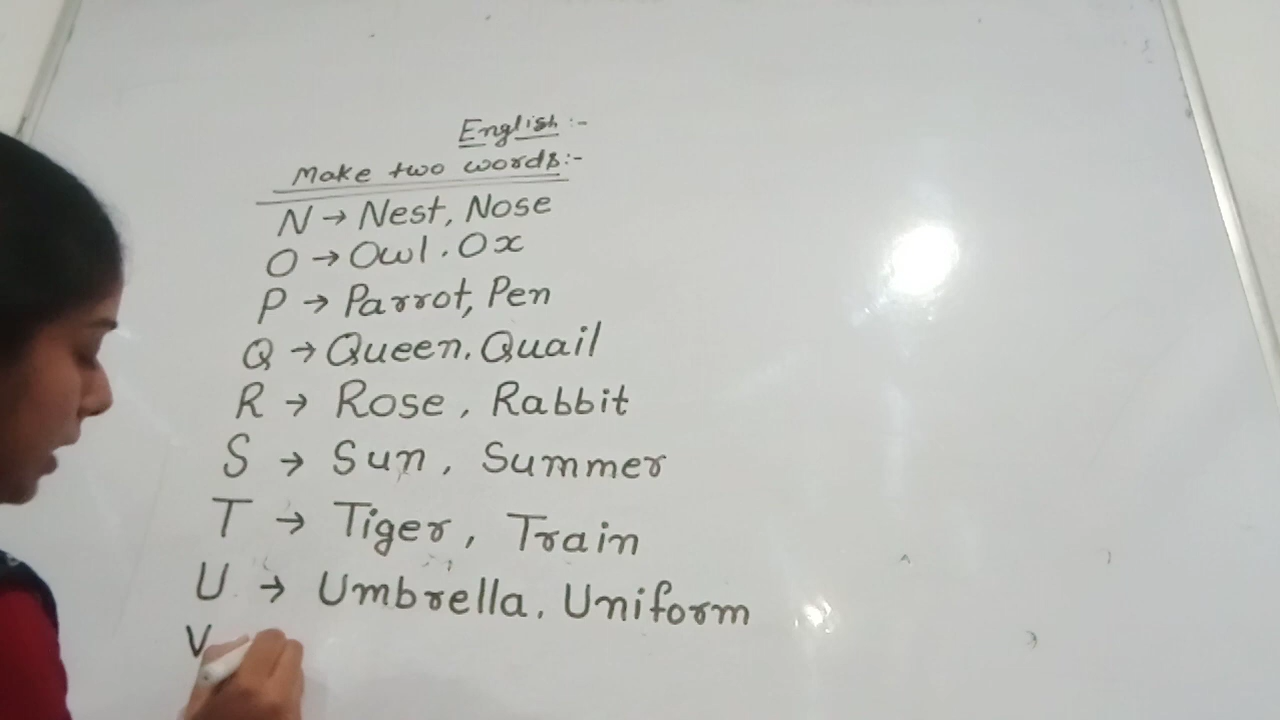 English :-
Make two words:-
N → Nest, Nose
O → Owl. Ox
P → Parrot, Pen
Q → Queen. Quail
R → Rose, Rabbit
S → Sun, Summer
T → Tiger, Train
U → Umbrella. Uniform
V